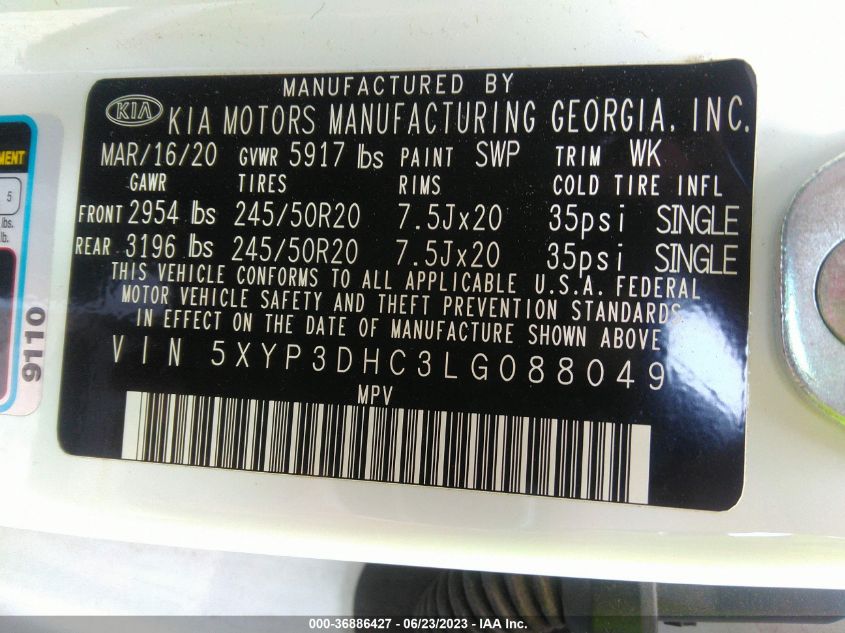 MANUFACTURED BY
KIA KIA MOTORS MANUFACTURING GEORGIA, INC.
MAR/16/20 GVWR 5917 lbs PAINT SWP TRIM WK
GAWR TIRES RIMS COLD TIRE INFL
FRONT 2954 lbs 245/50R20 7.5Jx20 35psi SINGLE
REAR 3196 lbs 245/50R20 7.5Jx20 35psi SINGLE
THIS VEHICLE CONFORMS TO ALL APPLICABLE U.S.A. FEDERAL
MOTOR VEHICLE SAFETY AND THEFT PREVENTION STANDARDS
IN EFFECT ON THE DATE OF MANUFACTURE SHOWN ABOVE
VIN 5XYP3DHC3LG088049
MPV
5
lbs.
lb.
9110
000-36886427 - 06/23/2023 - IAA Inc.